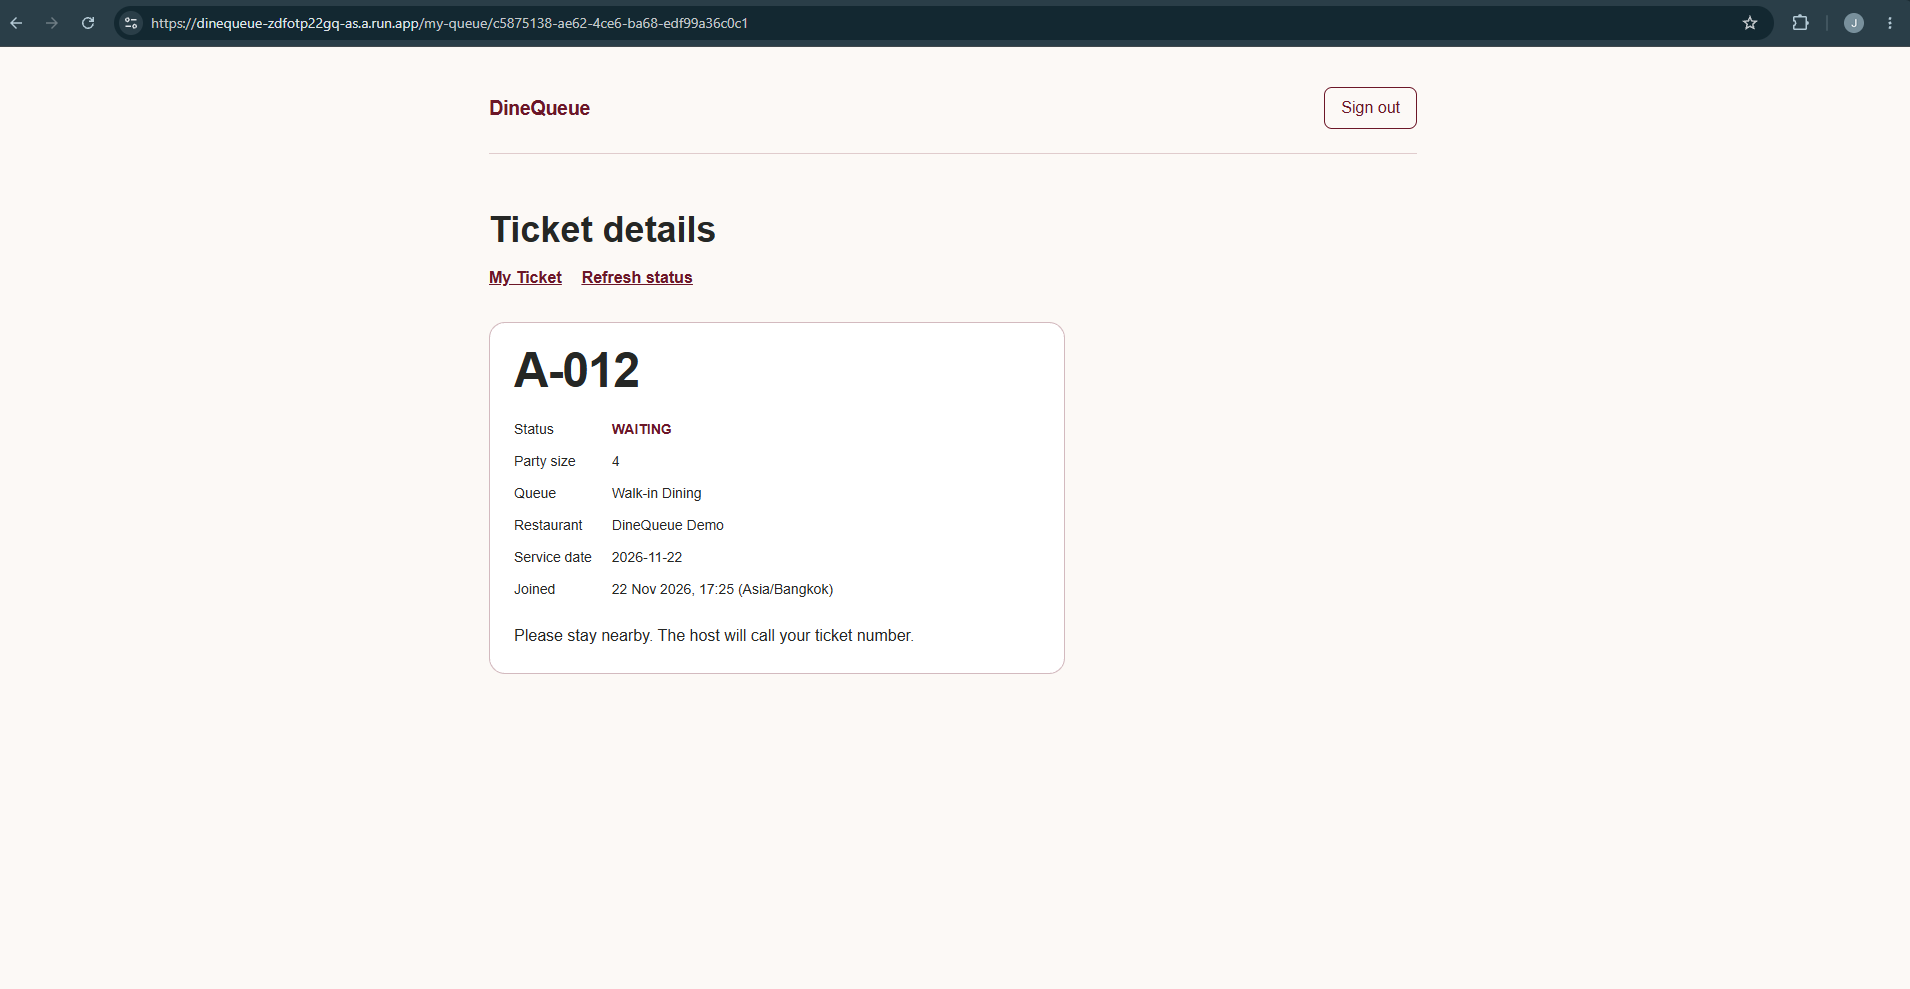 https://dinequeue-zdfotp22gq-as.a.run.app/my-queue/c5875138-ae62-4ce6-ba68-edf99a36c0c1
J
DineQueue
Sign out
Ticket details
My Ticket Refresh status
A-012
Status WAITING
Party size 4
Queue Walk-in Dining
Restaurant DineQueue Demo
Service date 2026-11-22
Joined 22 Nov 2026, 17:25 (Asia/Bangkok)
Please stay nearby. The host will call your ticket number.